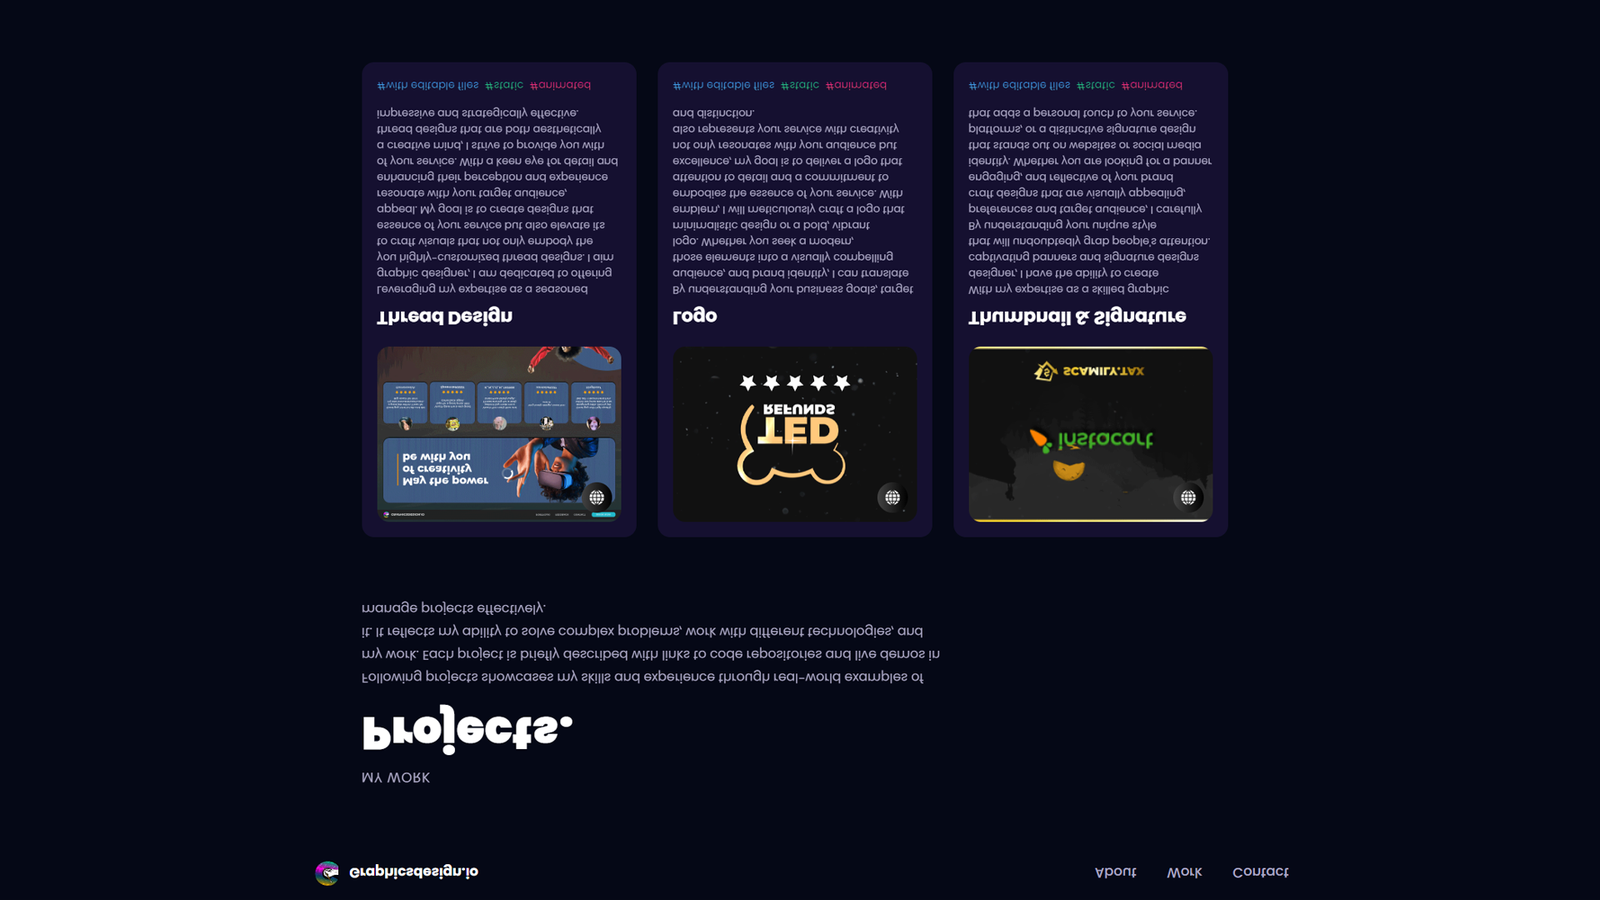 Graphicsdesign.io
About Work Contact
MY WORK
Projects.
Following projects showcases my skills and experience through real-world examples of
my work. Each project is briefly described with links to code repositories and live demos in
it. It reflects my ability to solve complex problems, work with different technologies, and
manage projects effectively.
May the power
of creativity
be with you
Thread Design
Leveraging my expertise as a seasoned
graphic designer, I am dedicated to offering
you highly-customized thread designs. I aim
to craft visuals that not only embody the
essence of your service but also elevate its
appeal. My goal is to create designs that
resonate with your target audience,
enhancing their perception and experience
of your service. With a keen eye for detail and
a creative mind, I strive to provide you with
thread designs that are both aesthetically
impressive and strategically effective.
#with editable files #static #animated
TED
REFUNDS
Logo
By understanding your business goals, target
audience, and brand identity, I can translate
those elements into a visually compelling
logo. Whether you seek a modern,
minimalistic design or a bold, vibrant
emblem, I will meticulously craft a logo that
embodies the essence of your service. With
attention to detail and a commitment to
excellence, my goal is to deliver a logo that
not only resonates with your audience but
also represents your service with creativity
and distinction.
#with editable files #static #animated
instacart
SCAMILY.TAX
Thumbnail & Signature
With my expertise as a skilled graphic
designer, I have the ability to create
captivating banners and signature designs
that will undoubtedly grab people's attention.
By understanding your unique style
preferences and target audience, I carefully
craft designs that are visually appealing,
engaging, and reflective of your brand
identity. Whether you are looking for a banner
that stands out on websites or social media
platforms, or a distinctive signature design
that adds a personal touch to your service.
#with editable files #static #animated